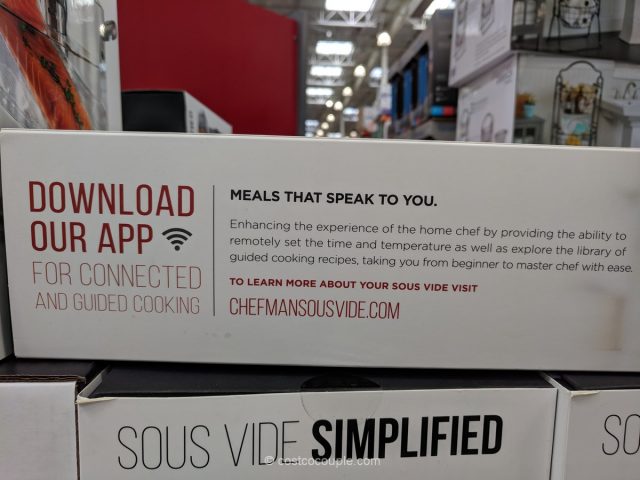 DOWNLOAD
OUR APP
FOR CONNECTED
AND GUIDED COOKING
MEALS THAT SPEAK TO YOU.
Enhancing the experience of the home chef by providing the ability to
remotely set the time and temperature as well as explore the library of
guided cooking recipes, taking you from beginner to master chef with ease.
TO LEARN MORE ABOUT YOUR SOUS VIDE VISIT
CHEFMANSOUSVIDE.COM
SOUS VIDE SIMPLIFIED
SO
© costcocouple.com